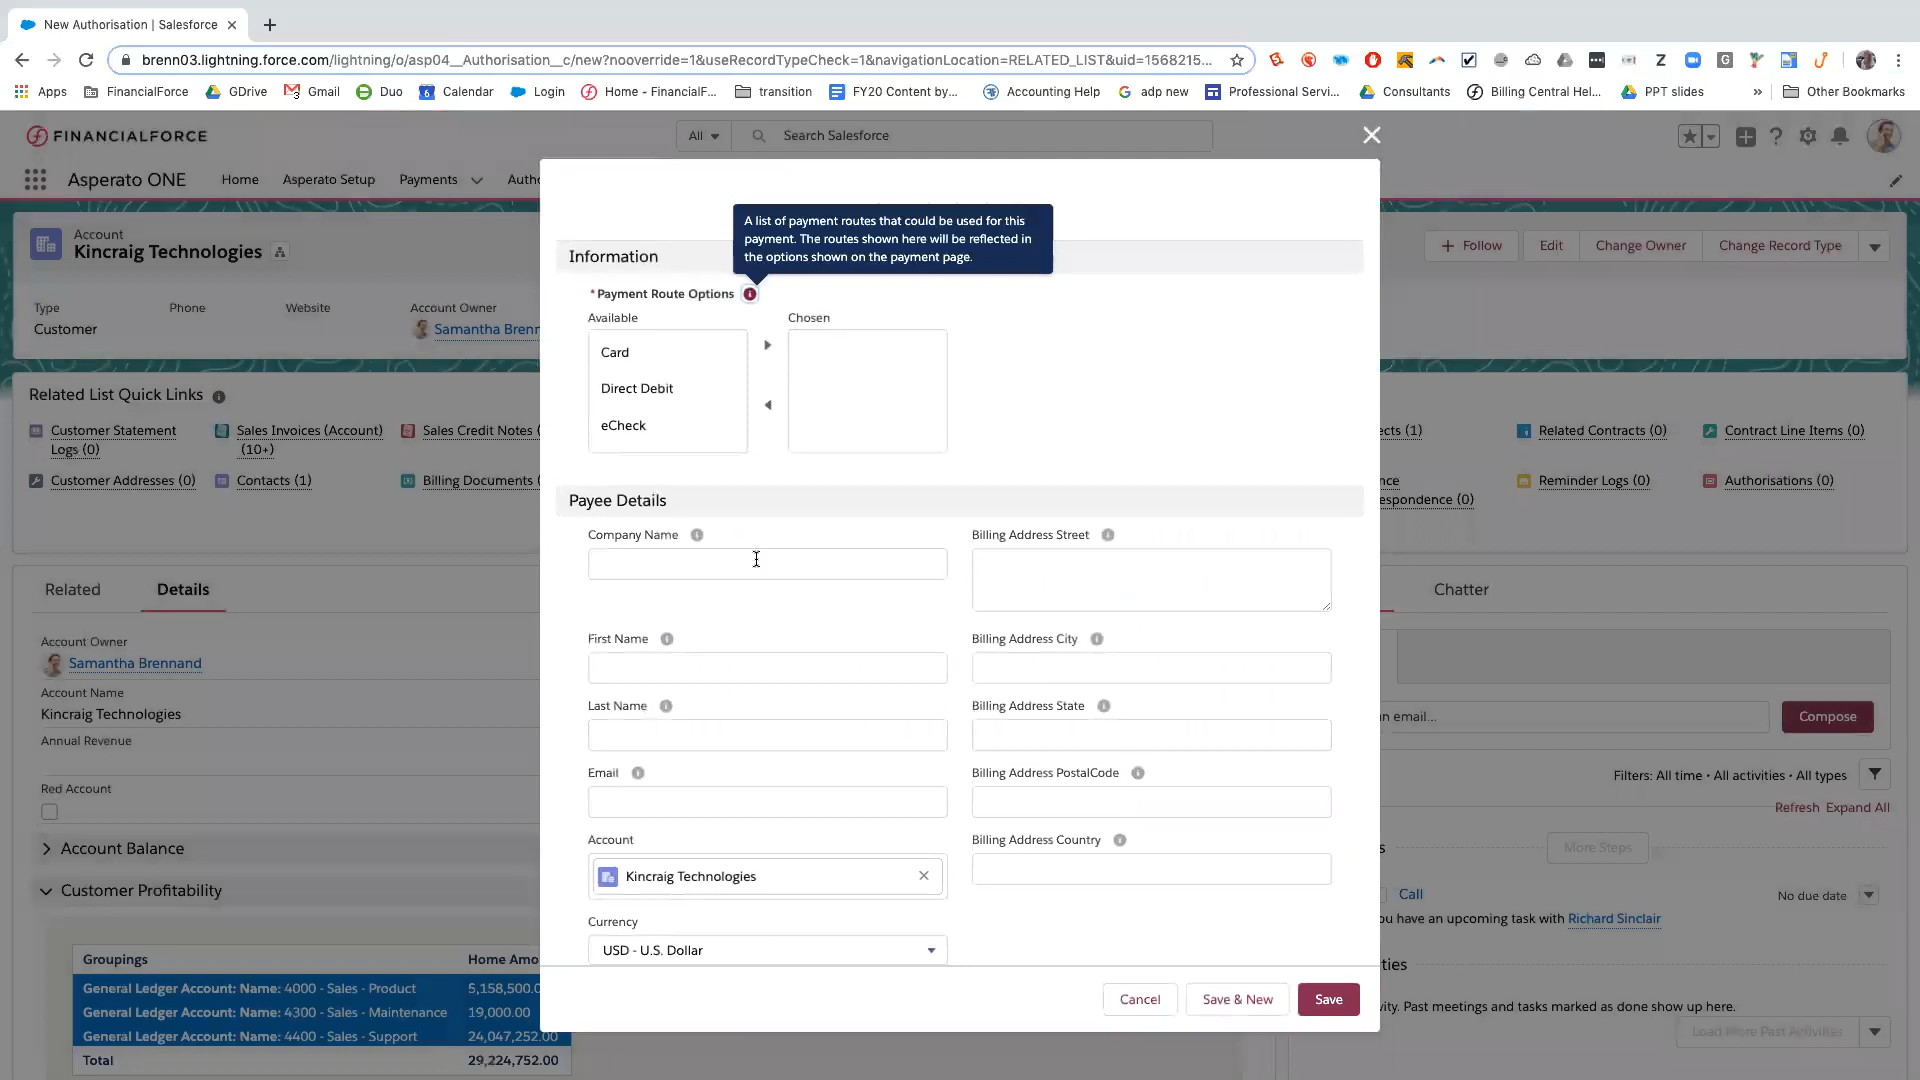 New Authorisation | Salesforce
brenn03.lightning.force.com/lightning/o/asp04__Authorisation__c/new?nooverride=1&useRecordTypeCheck=1&navigationLocation=RELATED_LIST&uid=1568215...
Apps FinancialForce GDrive Gmail Duo Calendar Login Home - FinancialF... transition FY20 Content by... Accounting Help adp new Professional Servi... Consultants Billing Central Hel... PPT slides » Other Bookmarks
FINANCIALFORCE
All Search Salesforce
Asperato ONE Home Asperato Setup Payments Autho
Account
Kincraig Technologies
+ Follow Edit Change Owner Change Record Type
Type Phone Website Account Owner
Customer Samantha Brenn
Related List Quick Links
Customer Statement Logs (0)
Sales Invoices (Account) (10+)
Sales Credit Notes (
ects (1)
Related Contracts (0)
Contract Line Items (0)
Customer Addresses (0)
Contacts (1)
Billing Documents (
nce
espondence (0)
Reminder Logs (0)
Authorisations (0)
Related Details
Account Owner
Samantha Brennand
Account Name
Kincraig Technologies
Annual Revenue
Red Account
Account Balance
Customer Profitability
Groupings Home Amo
General Ledger Account: Name: 4000 - Sales - Product 5,158,500.0
General Ledger Account: Name: 4300 - Sales - Maintenance 19,000.00
General Ledger Account: Name: 4400 - Sales - Support 24,047,252.00
Total 29,224,752.00
A list of payment routes that could be used for this
payment. The routes shown here will be reflected in
the options shown on the payment page.
Information
*Payment Route Options
Available Chosen
Card
Direct Debit
eCheck
Payee Details
Company Name Billing Address Street
First Name Billing Address City
Last Name Billing Address State
Email Billing Address PostalCode
Account Billing Address Country
Kincraig Technologies
Currency
USD - U.S. Dollar
Cancel Save & New Save
Chatter
n email... Compose
Filters: All time • All activities • All types
Refresh Expand All
s More Steps
Call No due date
ou have an upcoming task with Richard Sinclair
ties
vity. Past meetings and tasks marked as done show up here.
Load More Past Activities